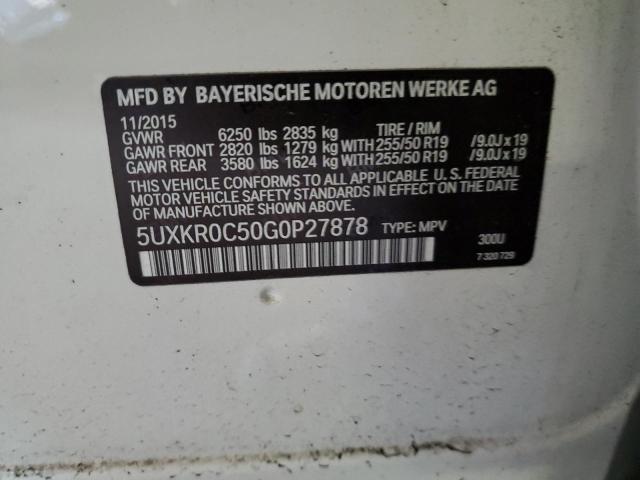 MFD BY BAYERISCHE MOTOREN WERKE AG
11/2015
GVWR 6250 lbs 2835 kg TIRE / RIM
GAWR FRONT 2820 lbs 1279 kg WITH 255/50 R19 /9.0J x 19
GAWR REAR 3580 lbs 1624 kg WITH 255/50 R19 /9.0J x 19
THIS VEHICLE CONFORMS TO ALL APPLICABLE U. S. FEDERAL
MOTOR VEHICLE SAFETY STANDARDS IN EFFECT ON THE DATE OF
MANUFACTURE SHOWN ABOVE.
5UXKR0C50G0P27878 TYPE: MPV 300U
7 320 729